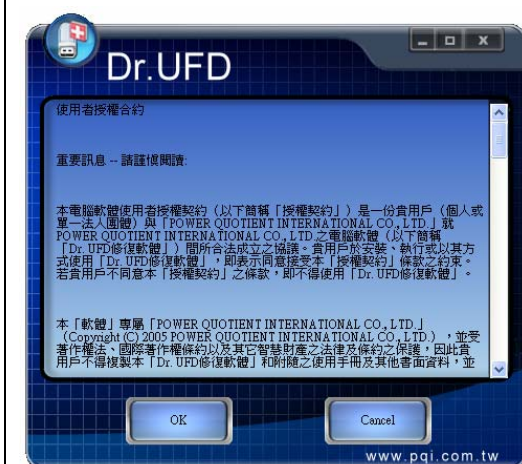 Dr.UFD
使用者授權合約
重要訊息 -- 請謹慎閱讀:
本電腦軟體使用者授權契約（以下簡稱「授權契約」）是一份貴用戶（個人或
單一法人團體）與「POWER QUOTIENT INTERNATIONAL CO., LTD.」就
POWER QUOTIENT INTERNATIONAL CO., LTD.之電腦軟體（以下簡稱
「Dr. UFD修復軟體」）間所合法成立之協議。貴用戶於安裝、執行或以其方
式使用「Dr. UFD修復軟體」，即表示同意接受本「授權契約」條款之約束。
若貴用戶不同意本「授權契約」之條款，即不得使用「Dr. UFD修復軟體」。
本「軟體」專屬「POWER QUOTIENT INTERNATIONAL CO., LTD.」
（Copyright (C) 2005 POWER QUOTIENT INTERNATIONAL CO., LTD.），並受
著作權法、國際著作權條約以及其它智慧財產之法律及條約之保護，因此貴
用戶不得複製本「Dr. UFD修復軟體」和附隨之使用手冊及其他書面資料，並
OK
Cancel
www.pqi.com.tw